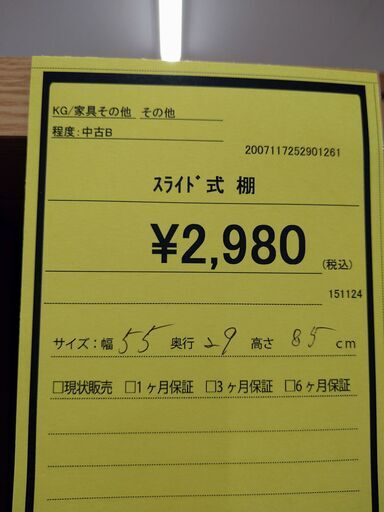 KG/家具その他 その他
程度:中古B
2007117252901261
ｽﾗｲﾄﾞ式 棚
¥2,980
(税込)
151124
サイズ:幅 55 奥行 29 高さ 85 cm
□現状販売 □1ヶ月保証 □3ヶ月保証 □6ヶ月保証